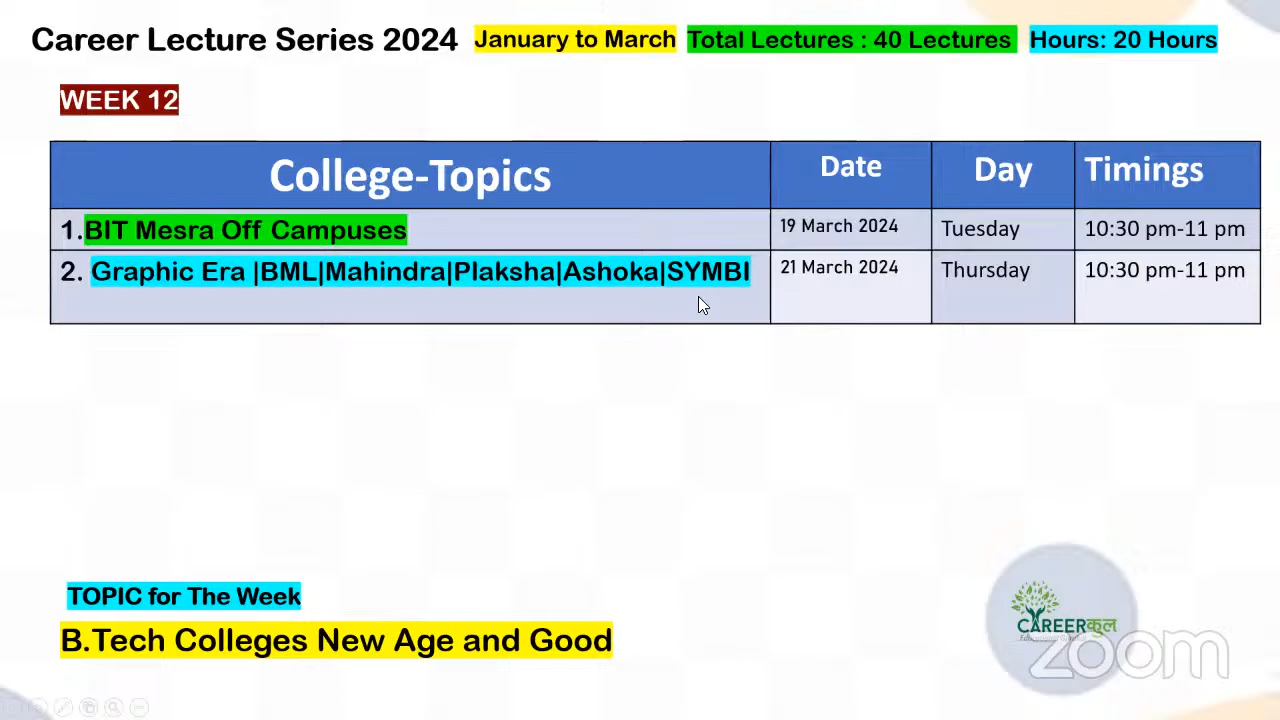 Career Lecture Series 2024 January to March Total Lectures : 40 Lectures Hours: 20 Hours
WEEK 12
College-Topics Date Day Timings
1.BIT Mesra Off Campuses 19 March 2024 Tuesday 10:30 pm-11 pm
2. Graphic Era |BML|Mahindra|Plaksha|Ashoka|SYMBI 21 March 2024 Thursday 10:30 pm-11 pm
TOPIC for The Week
B.Tech Colleges New Age and Good
CAREERकुल
zoom